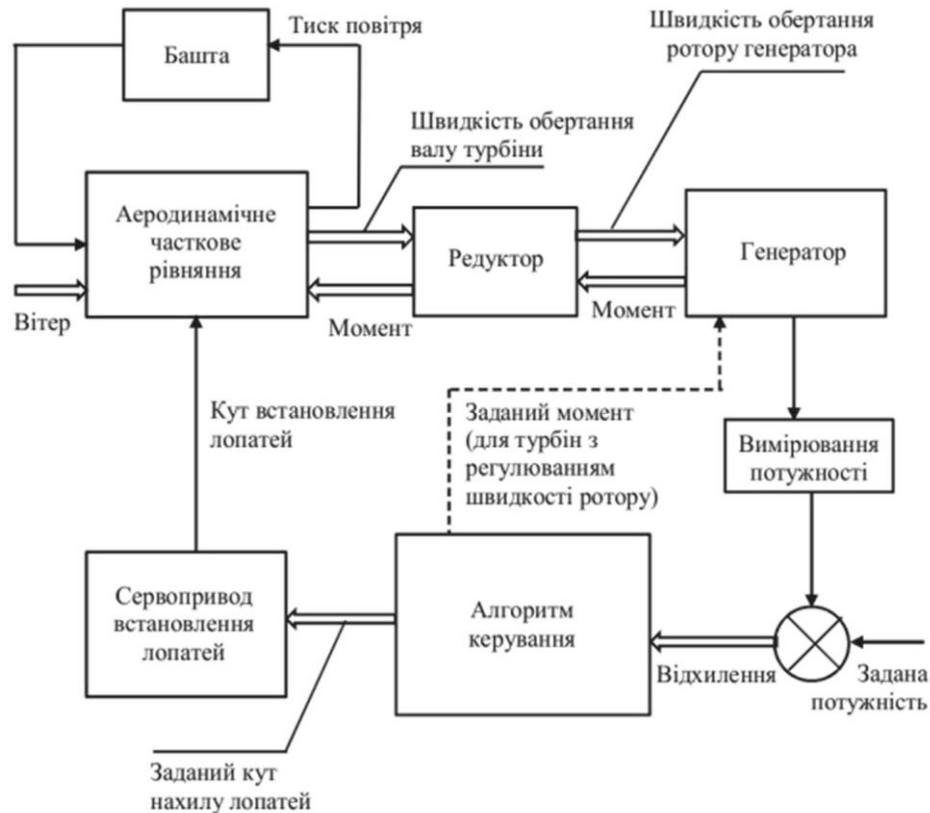 Тиск повітря
Башта
Швидкість обертання
ротору генератора
Швидкість обертання
валу турбіни
Аеродинамічне
часткове
рівняння
Редуктор
Генератор
Вітер
Момент
Момент
Кут встановлення
лопатей
Заданий момент
(для турбін з
регулюванням
швидкості ротору)
Вимірювання
потужності
Сервопривод
встановлення
лопатей
Алгоритм
керування
Відхилення
Задана
потужність
Заданий кут
нахилу лопатей